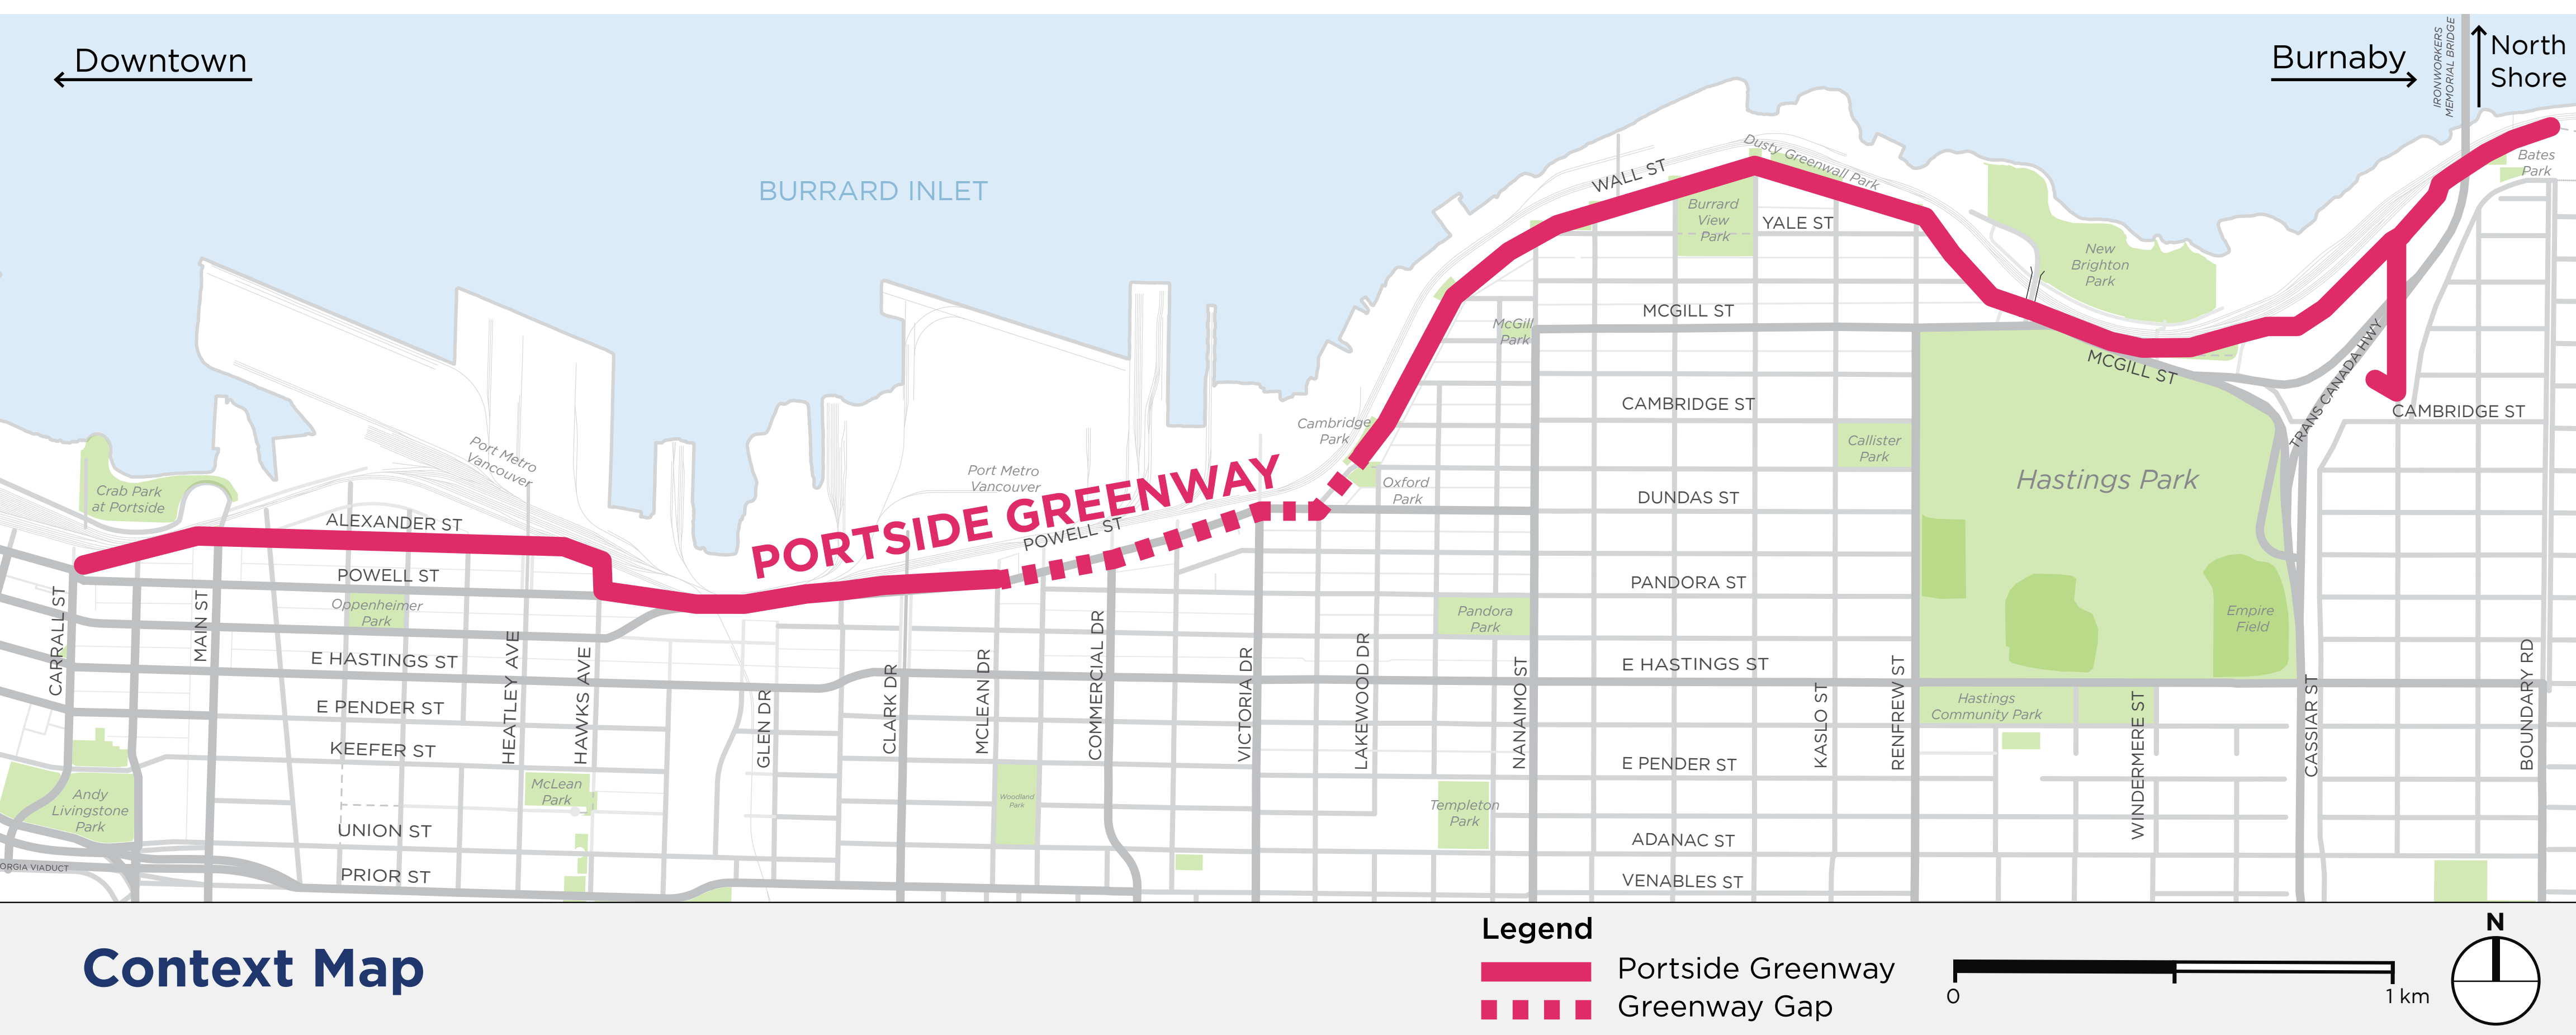 Downtown
Burnaby
North
Shore
IRONWORKERS
MEMORIAL BRIDGE
BURRARD INLET
WALL ST
Dusty Greenwall Park
Bates
Park
Burrard
View
Park
YALE ST
New
Brighton
Park
MCGILL ST
McGill
Park
MCGILL ST
TRANS CANADA HWY
CAMBRIDGE ST
CAMBRIDGE ST
Cambridge
Park
Callister
Park
Port Metro
Vancouver
Port Metro
Vancouver
PORTSIDE GREENWAY
POWELL ST
Oxford
Park
DUNDAS ST
Hastings Park
Crab Park
at Portside
ALEXANDER ST
POWELL ST
Oppenheimer
Park
PANDORA ST
Pandora
Park
Empire
Field
E HASTINGS ST
E HASTINGS ST
CARRALL ST
MAIN ST
HEATLEY AVE
HAWKS AVE
GLEN DR
CLARK DR
MCLEAN DR
COMMERCIAL DR
VICTORIA DR
LAKEWOOD DR
NANAIMO ST
KASLO ST
RENFREW ST
WINDERMERE ST
CASSIAR ST
BOUNDARY RD
Hastings
Community Park
E PENDER ST
KEEFER ST
E PENDER ST
McLean
Park
Woodland
Park
Templeton
Park
Andy
Livingstone
Park
UNION ST
ADANAC ST
ORGIA VIADUCT
PRIOR ST
VENABLES ST
Context Map
Legend
Portside Greenway
Greenway Gap
0
1 km
N